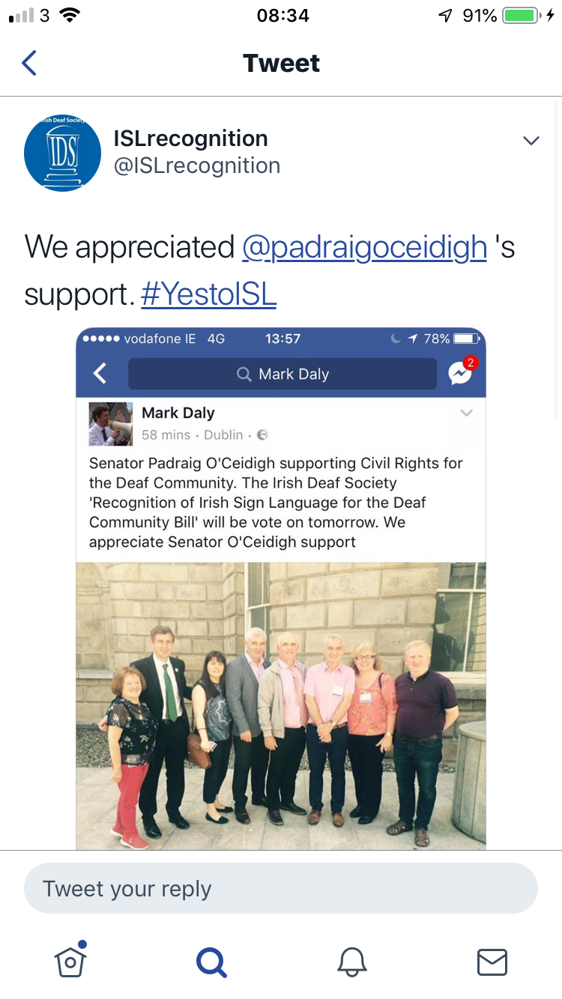 3 08:34 91%
Tweet
Irish Deaf Society
IDS
ISLrecognition
@ISLrecognition
We appreciated @padraigoceidigh 's
support. #YestoISL
vodafone IE 4G 13:57 78%
Mark Daly
2
Mark Daly
58 mins · Dublin ·
Senator Padraig O'Ceidigh supporting Civil Rights for
the Deaf Community. The Irish Deaf Society
'Recognition of Irish Sign Language for the Deaf
Community Bill' will be vote on tomorrow. We
appreciate Senator O'Ceidigh support
Tweet your reply